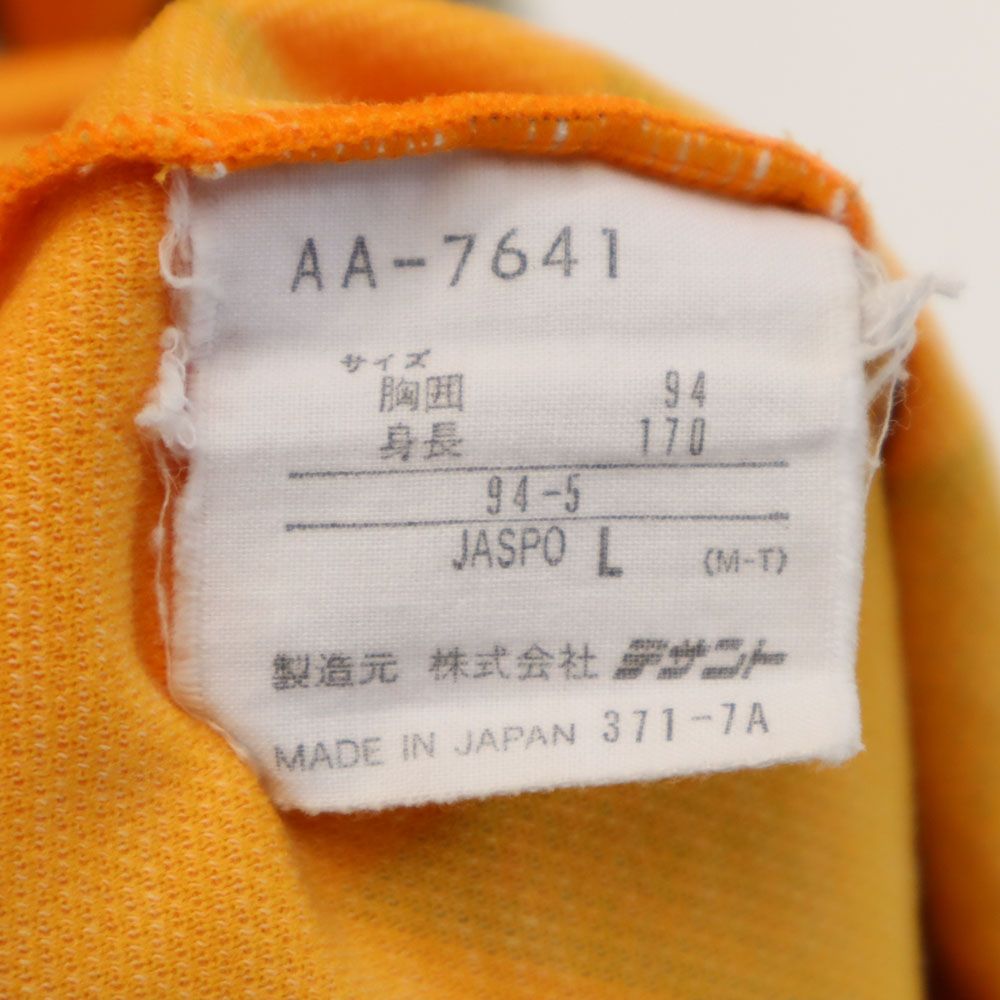 AA-7641
サイズ
胸囲 94
身長 170
94-5
JASPO L (M-T)
製造元 株式会社 デサント
MADE IN JAPAN 371-7A